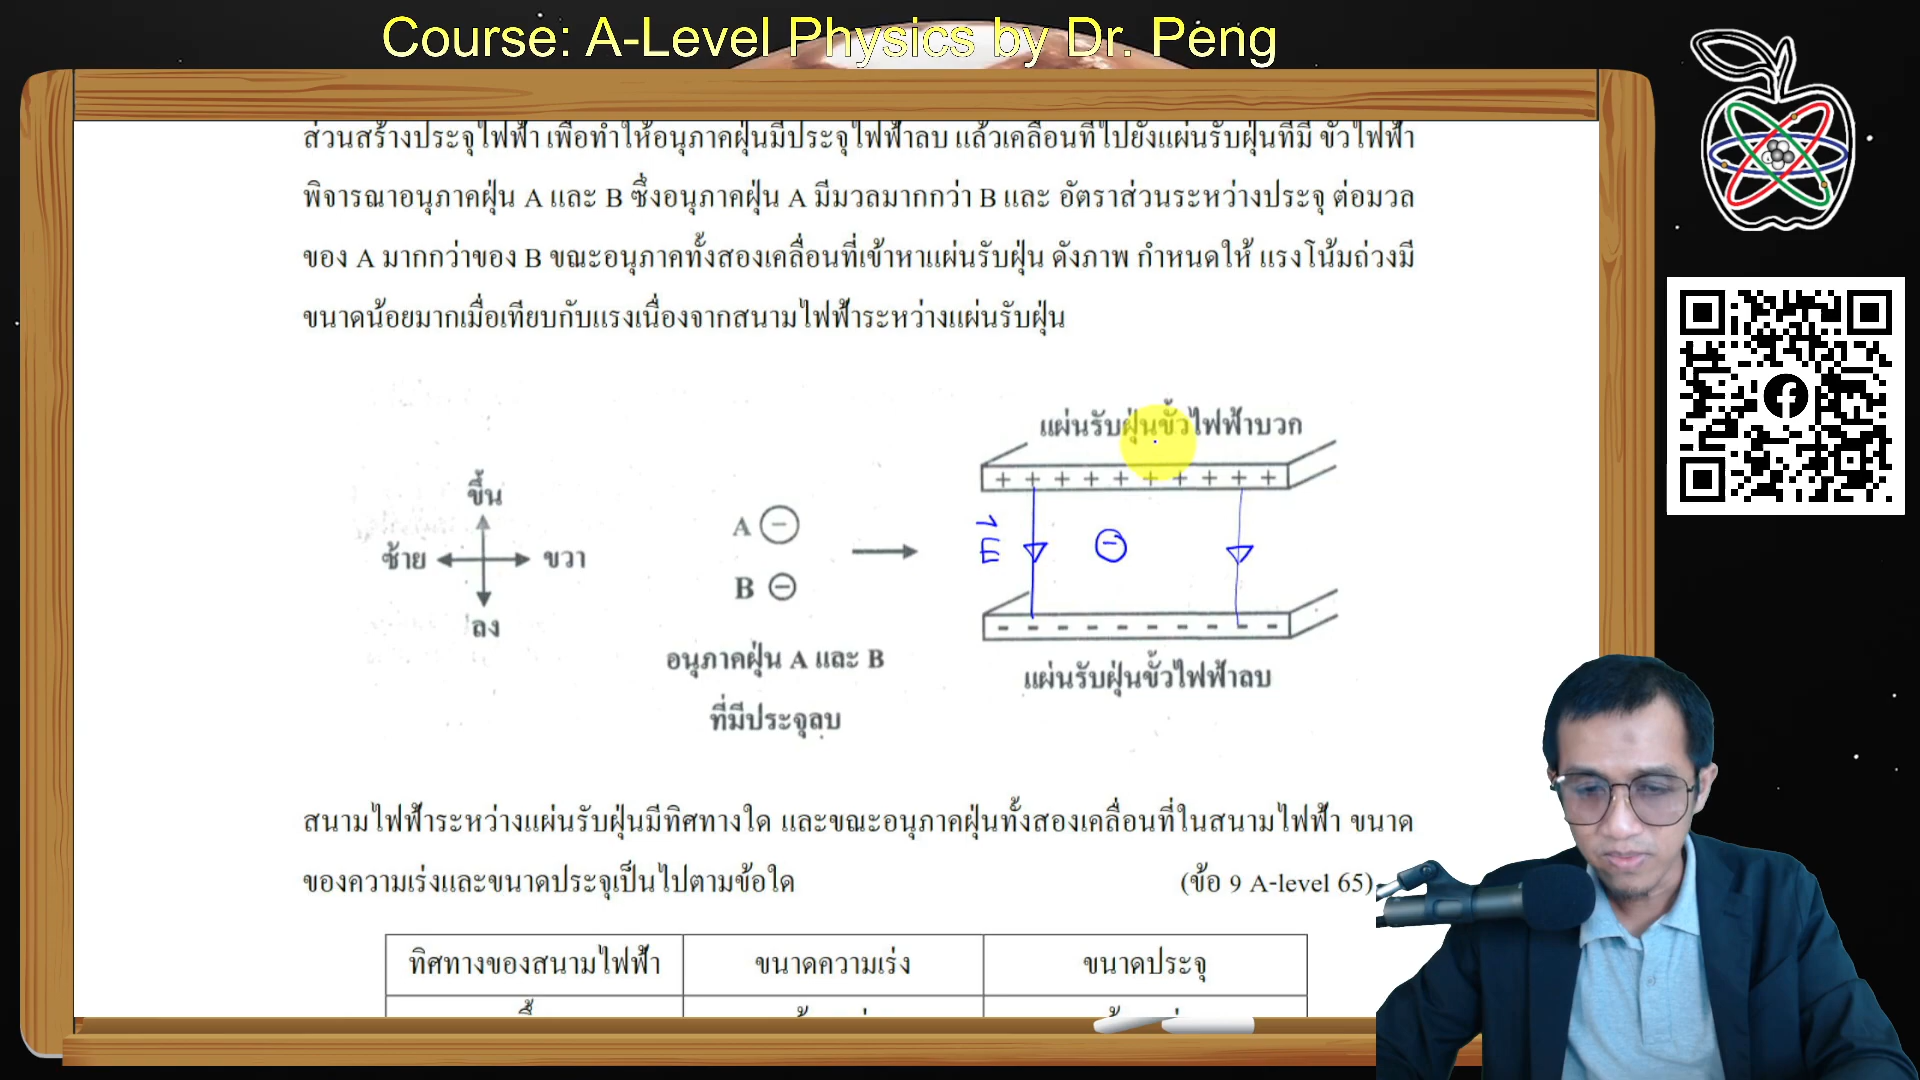 Course: A-Level Physics by Dr. Peng
ส่วนสร้างประจุไฟฟ้า เพื่อทำให้อนุภาคฝุ่นมีประจุไฟฟ้าลบ แล้วเคลื่อนที่ไปยังแผ่นรับฝุ่นที่มี ขั้วไฟฟ้า
พิจารณาอนุภาคฝุ่น A และ B ซึ่งอนุภาคฝุ่น A มีมวลมากกว่า B และ อัตราส่วนระหว่างประจุ ต่อมวล
ของ A มากกว่าของ B ขณะอนุภาคทั้งสองเคลื่อนที่เข้าหาแผ่นรับฝุ่น ดังภาพ กำหนดให้ แรงโน้มถ่วงมี
ขนาดน้อยมากเมื่อเทียบกับแรงเนื่องจากสนามไฟฟ้าระหว่างแผ่นรับฝุ่น
แผ่นรับฝุ่นขั้วไฟฟ้าบวก
+ + + + + + + + + +
ขึ้น
ซ้าย ขวา
ลง
A −
B −
E −
- - - - - - - - - -
อนุภาคฝุ่น A และ B
ที่มีประจุลบ
แผ่นรับฝุ่นขั้วไฟฟ้าลบ
สนามไฟฟ้าระหว่างแผ่นรับฝุ่นมีทิศทางใด และขณะอนุภาคฝุ่นทั้งสองเคลื่อนที่ในสนามไฟฟ้า ขนาด
ของความเร่งและขนาดประจุเป็นไปตามข้อใด (ข้อ 9 A-level 65)
ทิศทางของสนามไฟฟ้า ขนาดความเร่ง ขนาดประจุ